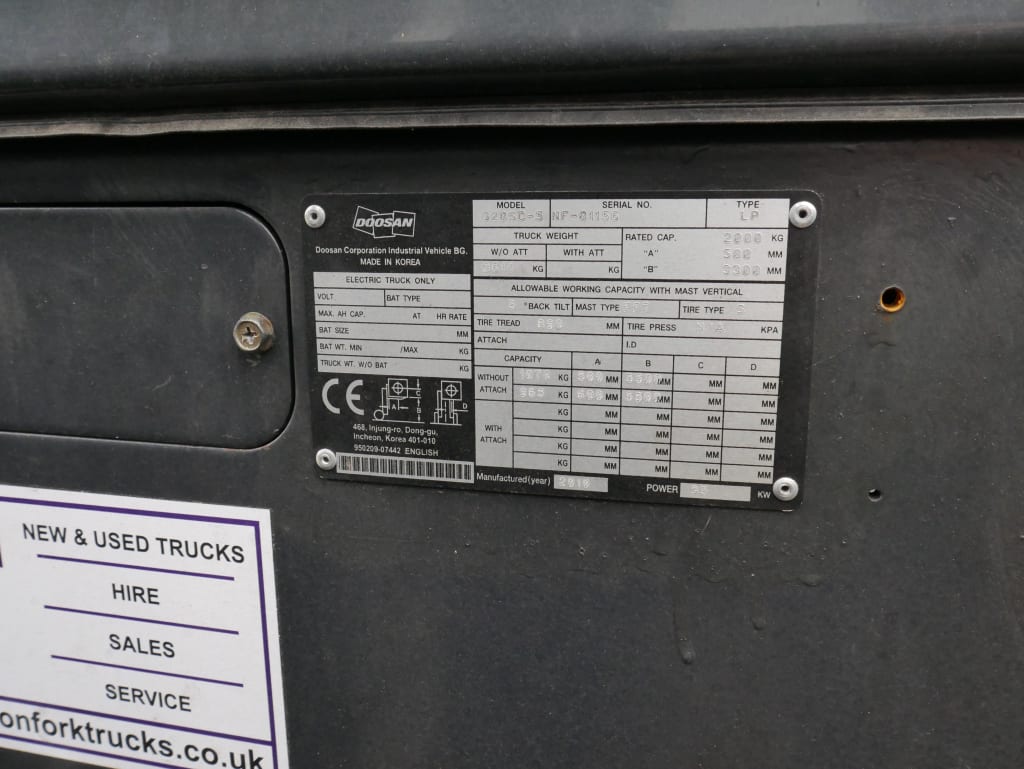 DOOSAN
Doosan Corporation Industrial Vehicle BG.
MADE IN KOREA
ELECTRIC TRUCK ONLY
VOLT BAT TYPE
MAX. AH CAP. AT HR RATE
BAT SIZE MM
BAT WT. MIN /MAX KG
TRUCK WT. W/O BAT KG
CE A C B D
468, Injung-ro, Dong-gu,
Incheon, Korea 401-010
950209-07442 ENGLISH
MODEL SERIAL NO. TYPE
G20SC-5 NF-01156 LP
TRUCK WEIGHT RATED CAP. 2000 KG
W/O ATT WITH ATT "A" 500 MM
KG KG "B" 3300 MM
ALLOWABLE WORKING CAPACITY WITH MAST VERTICAL
°BACK TILT MAST TYPE TIRE TYPE
TIRE TREAD MM TIRE PRESS KPA
ATTACH I.D
CAPACITY A B C D
WITHOUT ATTACH KG 500 MM MM MM MM
KG 600 MM MM MM MM
WITH ATTACH KG MM MM MM MM
KG MM MM MM MM
KG MM MM MM MM
KG MM MM MM MM
Manufactured(year) 2010 POWER KW
NEW & USED TRUCKS
HIRE
SALES
SERVICE
onforktrucks.co.uk